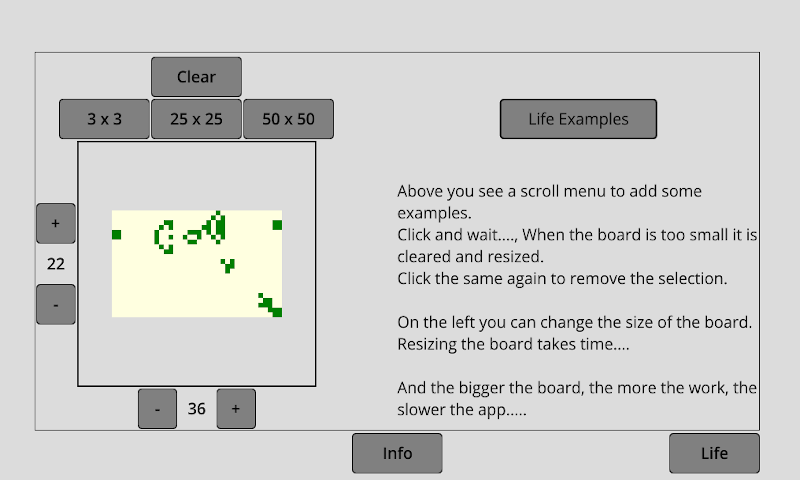 Clear
3 x 3
25 x 25
50 x 50
Life Examples
+
22
-
-
36
+
Above you see a scroll menu to add some
examples.
Click and wait...., When the board is too small it is
cleared and resized.
Click the same again to remove the selection.
On the left you can change the size of the board.
Resizing the board takes time....
And the bigger the board, the more the work, the
slower the app.....
Info
Life